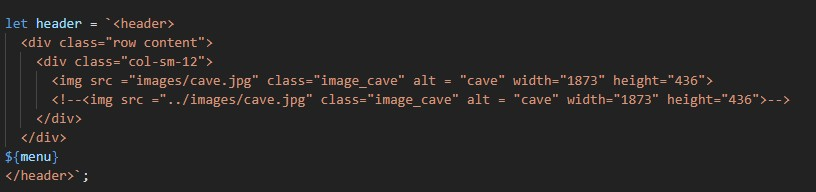 let header = `<header>
<div class="row content">
<div class="col-sm-12">
<img src ="images/cave.jpg" class="image_cave" alt = "cave" width="1873" height="436">
<!--<img src ="../images/cave.jpg" class="image_cave" alt = "cave" width="1873" height="436">-->
</div>
</div>
${menu}
</header>`;